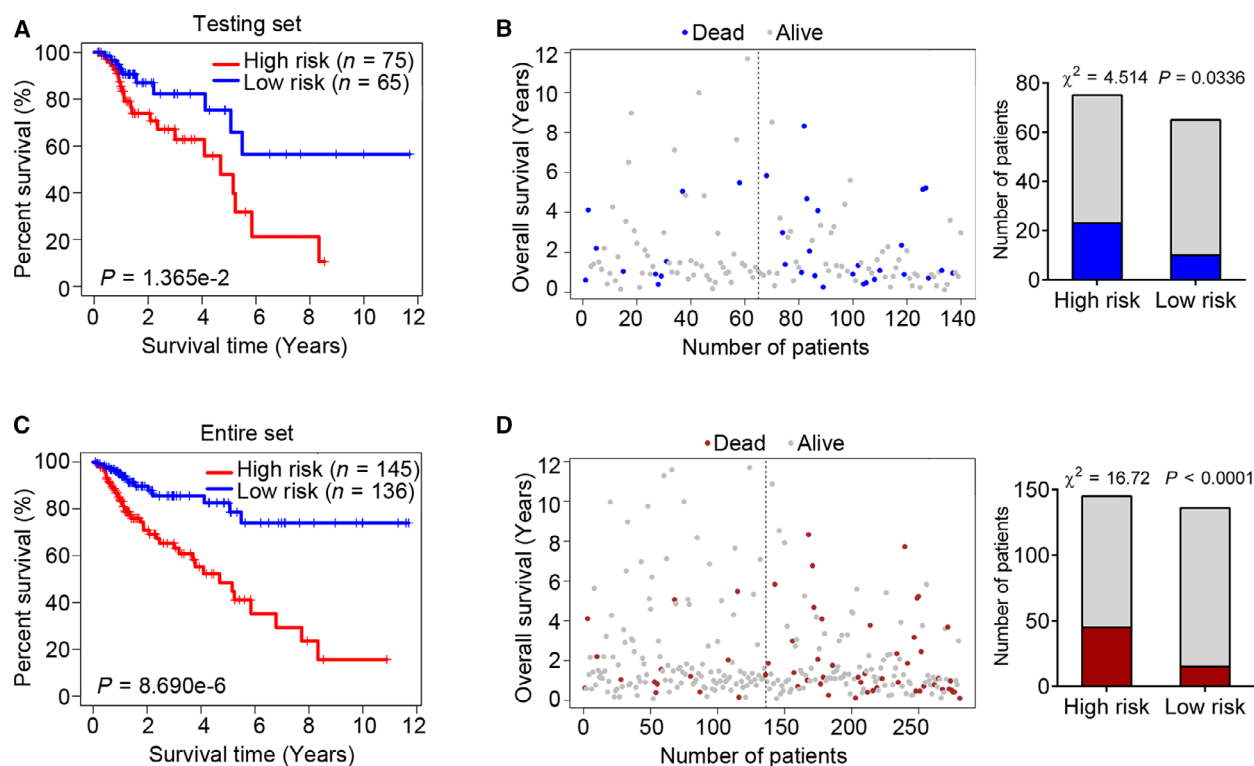 A
Testing set
High risk (n = 75)
Low risk (n = 65)
Percent survival (%)
100
80
60
40
20
0
P = 1.365e-2
0 2 4 6 8 10 12
Survival time (Years)
B
Dead Alive
Overall survival (Years)
12
10
8
6
4
2
0
0 20 40 60 80 100 120 140
Number of patients
χ2 = 4.514 P = 0.0336
Number of patients
80
60
40
20
0
High risk Low risk
C
Entire set
High risk (n = 145)
Low risk (n = 136)
Percent survival (%)
100
80
60
40
20
0
P = 8.690e-6
0 2 4 6 8 10 12
Survival time (Years)
D
Dead Alive
Overall survival (Years)
12
10
8
6
4
2
0
0 50 100 150 200 250
Number of patients
χ2 = 16.72 P < 0.0001
Number of patients
150
100
50
0
High risk Low risk